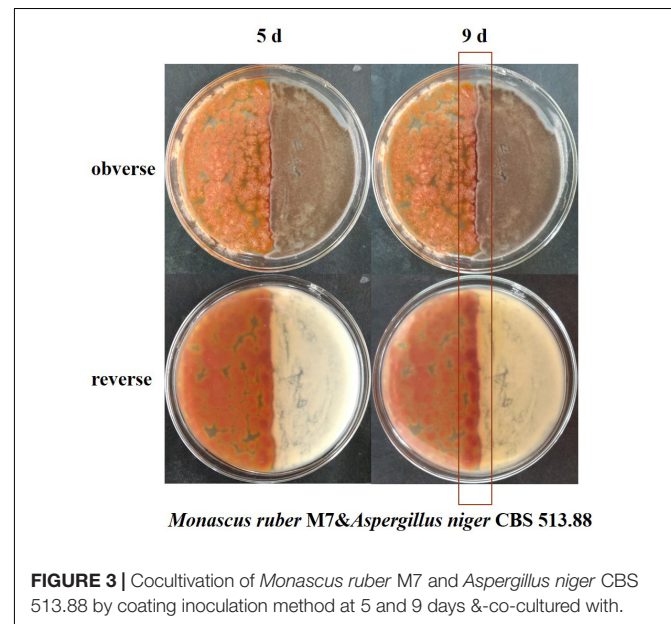 5 d 9 d
obverse
reverse
Monascus ruber M7&Aspergillus niger CBS 513.88
FIGURE 3 | Cocultivation of Monascus ruber M7 and Aspergillus niger CBS
513.88 by coating inoculation method at 5 and 9 days &-co-cultured with.